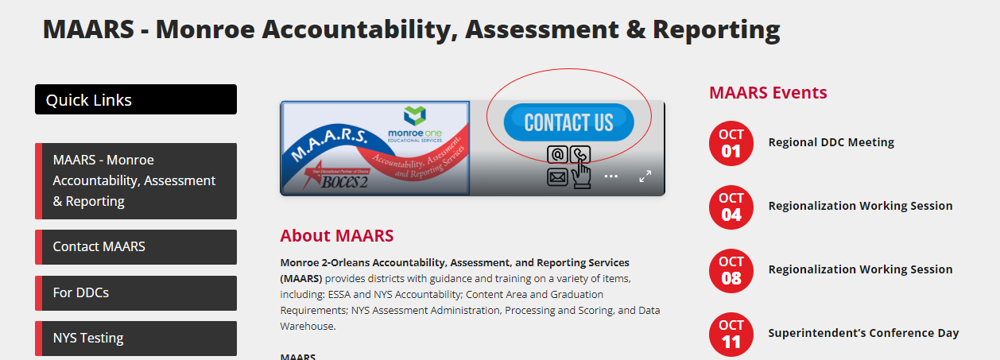 MAARS - Monroe Accountability, Assessment & Reporting
Quick Links
MAARS - Monroe
Accountability, Assessment
& Reporting
Contact MAARS
For DDCs
NYS Testing
M.A.A.R.S.
monroe one
EDUCATIONAL SERVICES
Accountability, Assessment,
and Reporting Services
Your Educational Partner of Choice
BOCES 2
CONTACT US
@
About MAARS
Monroe 2-Orleans Accountability, Assessment, and Reporting Services
(MAARS) provides districts with guidance and training on a variety of items,
including: ESSA and NYS Accountability; Content Area and Graduation
Requirements; NYS Assessment Administration, Processing and Scoring, and Data
Warehouse.
MAARS
MAARS Events
OCT
01
Regional DDC Meeting
OCT
04
Regionalization Working Session
OCT
08
Regionalization Working Session
OCT
11
Superintendent’s Conference Day